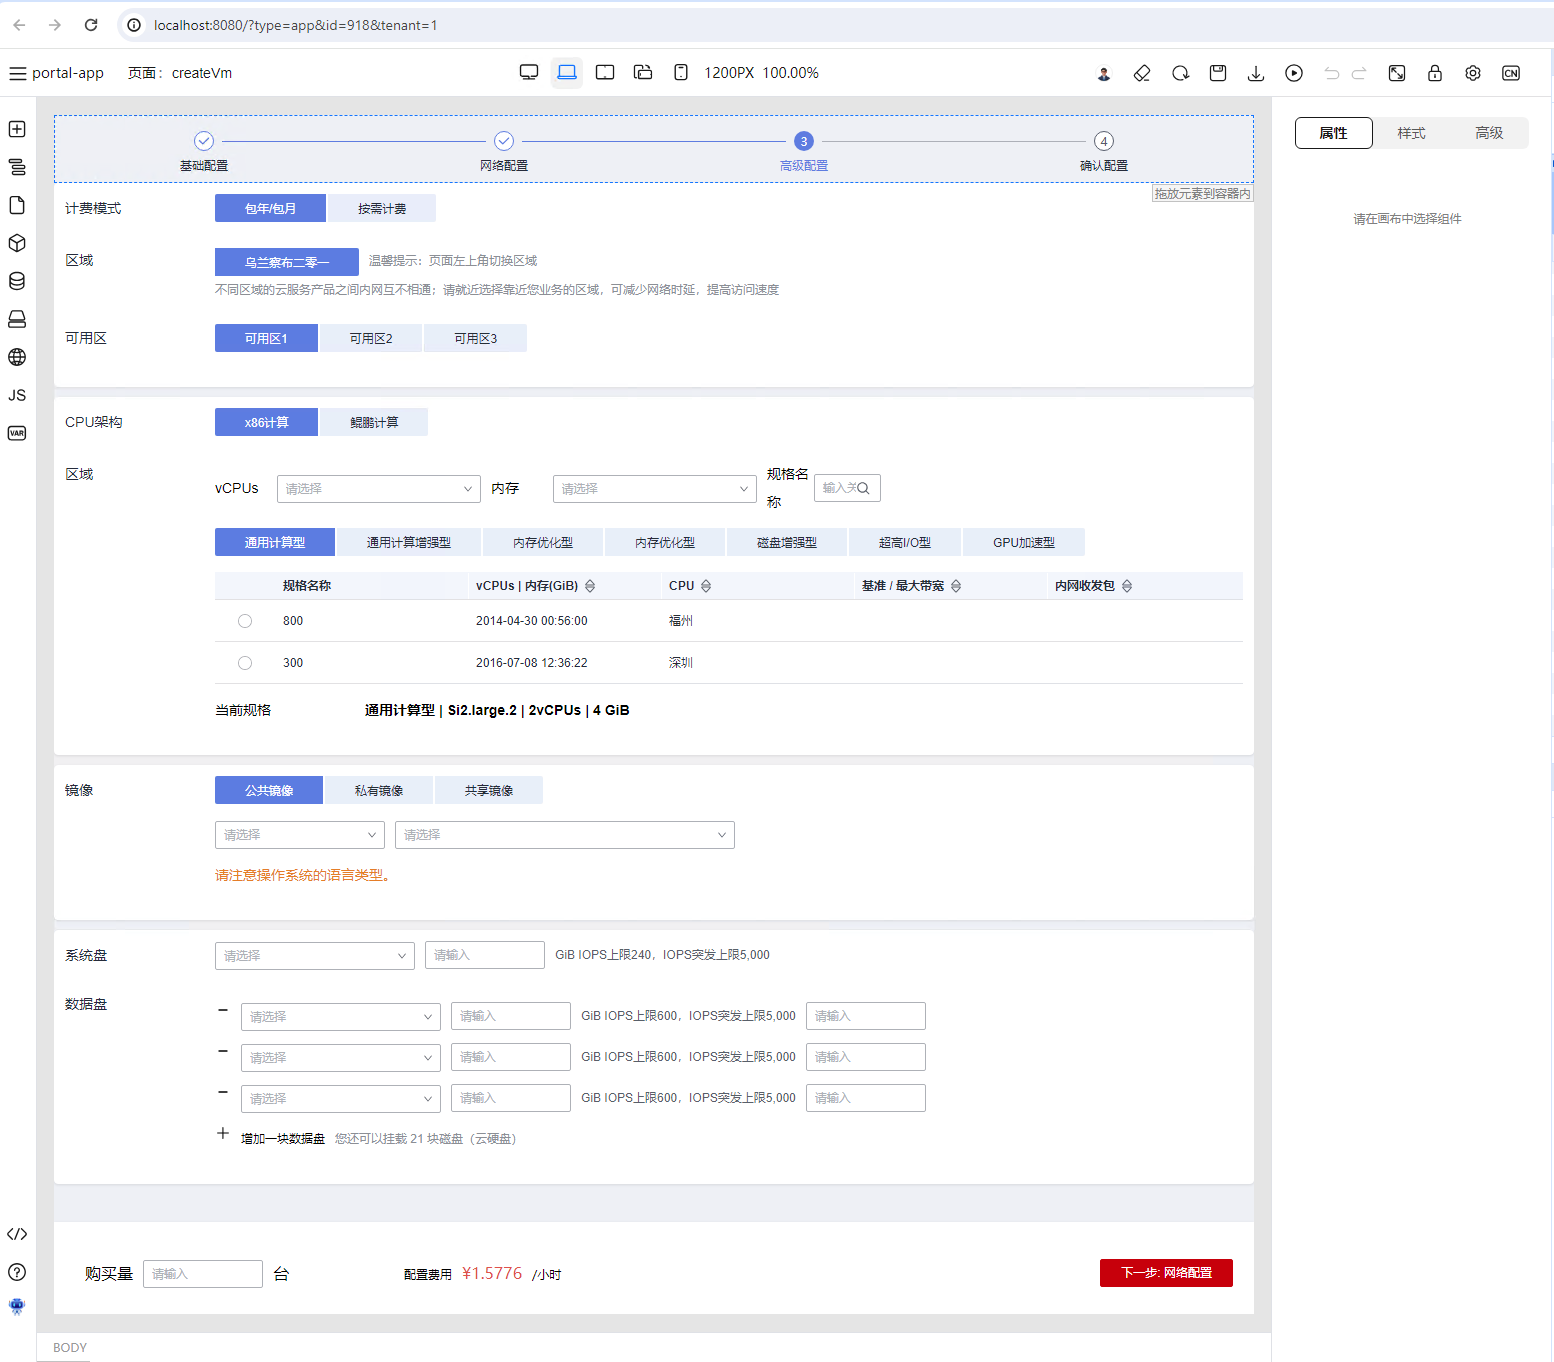 localhost:8080/?type=app&id=918&tenant=1
portal-app 页面：createVm 1200PX 100.00% CN
属性 样式 高级
请在画布中选择组件
JS
VAR
3 4
基础配置 网络配置 高级配置 确认配置
拖放元素到容器内
计费模式 包年/包月 按需计费
区域 乌兰察布二零一 温馨提示：页面左上角切换区域
不同区域的云服务产品之间内网互不相通；请就近选择靠近您业务的区域，可减少网络时延，提高访问速度
可用区 可用区1 可用区2 可用区3
CPU架构 x86计算 鲲鹏计算
区域 vCPUs 请选择 内存 请选择 规格名称 输入关
通用计算型 通用计算增强型 内存优化型 内存优化型 磁盘增强型 超高I/O型 GPU加速型
规格名称 vCPUs | 内存(GiB) CPU 基准 / 最大带宽 内网收发包
800 2014-04-30 00:56:00 福州
300 2016-07-08 12:36:22 深圳
当前规格 通用计算型 | Si2.large.2 | 2vCPUs | 4 GiB
镜像 公共镜像 私有镜像 共享镜像
请选择 请选择
请注意操作系统的语言类型。
系统盘 请选择 请输入 GiB IOPS上限240，IOPS突发上限5,000
数据盘 请选择 请输入 GiB IOPS上限600，IOPS突发上限5,000 请输入
请选择 请输入 GiB IOPS上限600，IOPS突发上限5,000 请输入
请选择 请输入 GiB IOPS上限600，IOPS突发上限5,000 请输入
增加一块数据盘 您还可以挂载 21 块磁盘（云硬盘）
购买量 请输入 台 配置费用 ¥1.5776 /小时 下一步: 网络配置
BODY